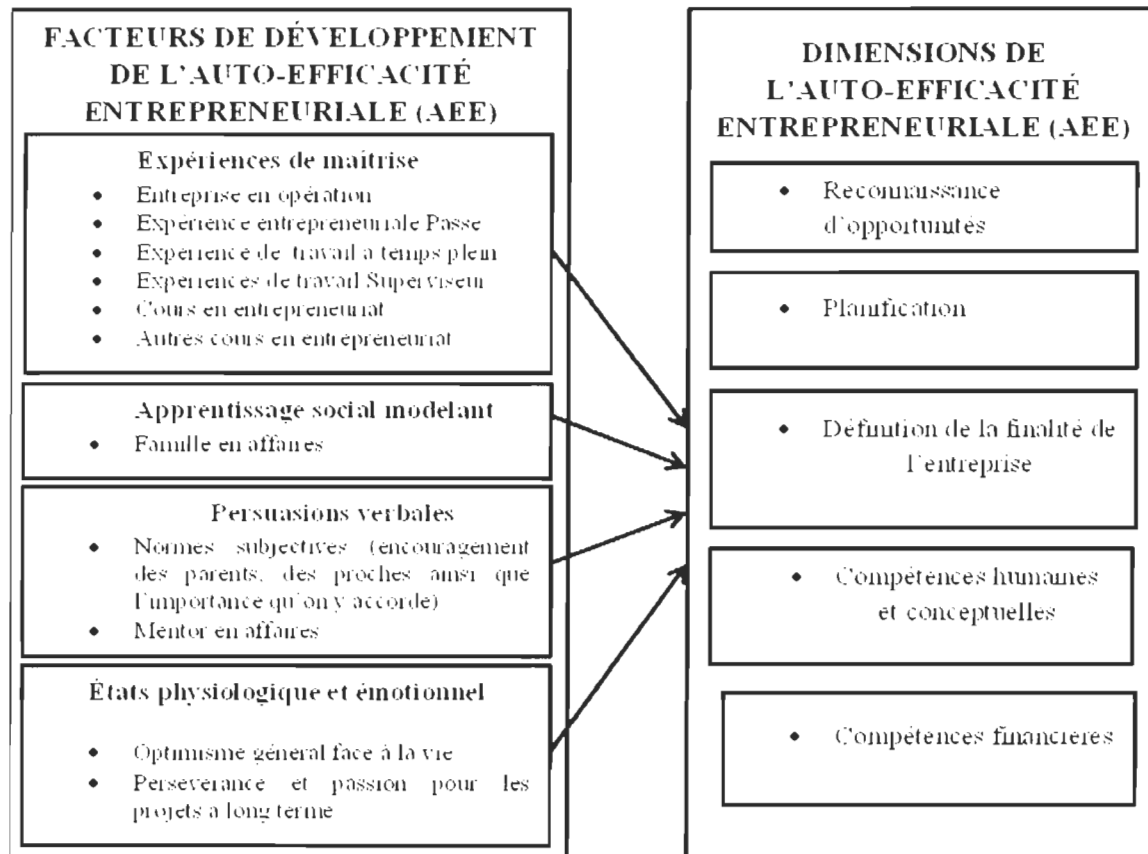 FACTEURS DE DÉVELOPPEMENT
DE L'AUTO-EFFICACITÉ
ENTREPRENEURIALE (AEE)
Expériences de maîtrise
• Entreprise en opération
• Expérience entrepreneuriale Passe
• Expérience de travail a temps plein
• Expériences de travail Superviseur
• Cours en entrepreneuriat
• Autres cours en entrepreneuriat
Apprentissage social modelant
• Famille en affaires
Persuasions verbales
• Normes subjectives (encouragement
des parents, des proches ainsi que
l'importance qu'on y accorde)
• Mentor en affaires
États physiologique et émotionnel
• Optimisme général face à la vie
• Persévérance et passion pour les
projets a long terme
DIMENSIONS DE
L'AUTO-EFFICACITÉ
ENTREPRENEURIALE (AEE)
• Reconnaissance
d'opportunités
• Planification
• Définition de la finalité de
l'entreprise
• Compétences humaines
et conceptuelles
• Compétences financières